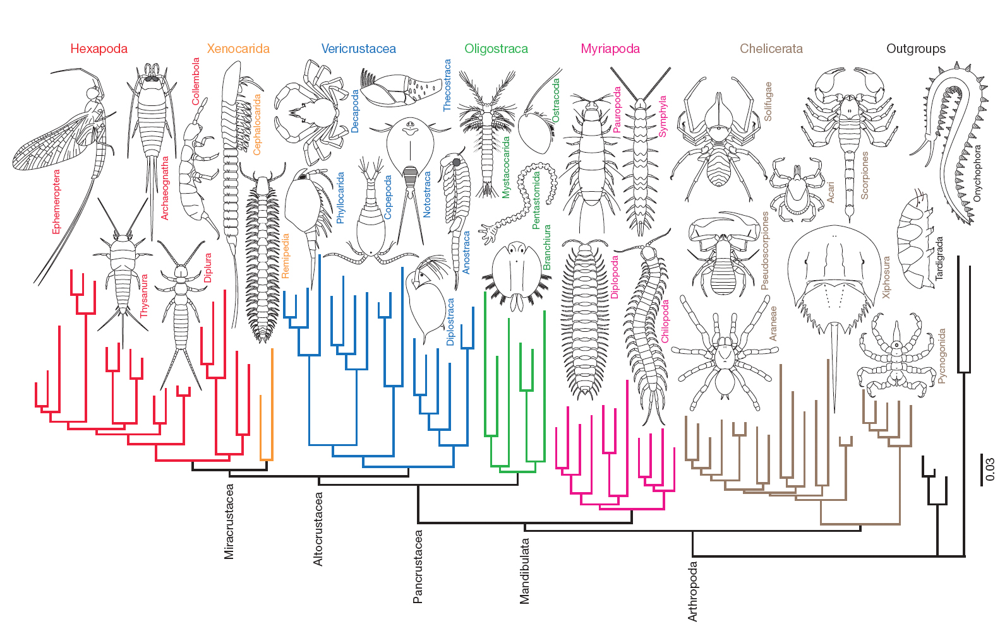 Hexapoda
Xenocarida
Vericrustacea
Oligostraca
Myriapoda
Chelicerata
Outgroups
Ephemeroptera
Archaeognatha
Collembola
Thysanura
Diplura
Cephalocarida
Remipedia
Decapoda
Thecostraca
Phyllocarida
Copepoda
Notostraca
Anostraca
Diplostraca
Mystacocarida
Ostracoda
Pentastomida
Branchiura
Pauropoda
Symphyla
Diplopoda
Chilopoda
Solifugae
Acari
Scorpiones
Pseudoscorpiones
Araneae
Xiphosura
Pycnogonida
Onychophora
Tardigrada
0.03
Miracrustacea
Altocrustacea
Pancrustacea
Mandibulata
Arthropoda